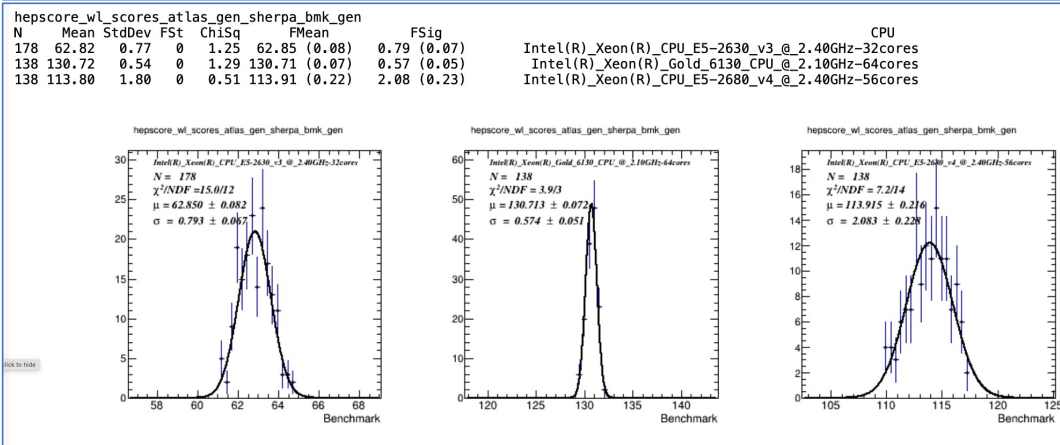 hepscore_wl_scores_atlas_gen_sherpa_bmk_gen
N Mean StdDev FSt ChiSq FMean FSig CPU
178 62.82 0.77 0 1.25 62.85 (0.08) 0.79 (0.07) Intel(R)_Xeon(R)_CPU_E5-2630_v3_@_2.40GHz-32cores
138 130.72 0.54 0 1.29 130.71 (0.07) 0.57 (0.05) Intel(R)_Xeon(R)_Gold_6130_CPU_@_2.10GHz-64cores
138 113.80 1.80 0 0.51 113.91 (0.22) 2.08 (0.23) Intel(R)_Xeon(R)_CPU_E5-2680_v4_@_2.40GHz-56cores
hepscore_wl_scores_atlas_gen_sherpa_bmk_gen
Intel(R)_Xeon(R)_CPU_E5-2630_v3_@_2.40GHz-32cores
N = 178
χ²/NDF =15.0/12
μ = 62.850 ± 0.082
σ = 0.793 ± 0.067
30
25
20
15
10
5
0
58 60 62 64 66 68
Benchmark
hepscore_wl_scores_atlas_gen_sherpa_bmk_gen
Intel(R)_Xeon(R)_Gold_6130_CPU_@_2.10GHz-64cores
N = 138
χ²/NDF = 3.9/3
μ = 130.713 ± 0.072
σ = 0.574 ± 0.051
60
50
40
30
20
10
0
120 125 130 135 140
Benchmark
hepscore_wl_scores_atlas_gen_sherpa_bmk_gen
Intel(R)_Xeon(R)_CPU_E5-2680_v4_@_2.40GHz-56cores
N = 138
χ²/NDF = 7.2/14
μ = 113.915 ± 0.216
σ = 2.083 ± 0.228
18
16
14
12
10
8
6
4
2
0
105 110 115 120 125
Benchmark
click to hide